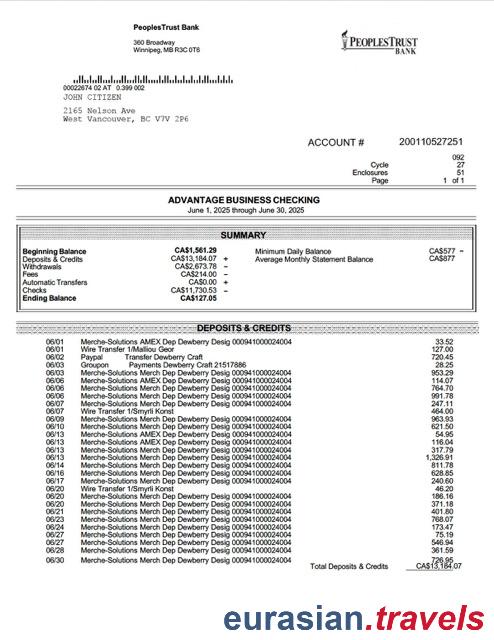 PeoplesTrust Bank
360 Broadway
Winnipeg, MB R3C 0T6
PEOPLESTRUST
BANK
00022674 02 AT 0.399 002
JOHN CITIZEN
2165 Nelson Ave
West Vancouver, BC V7V 2P6
ACCOUNT # 200110527251
092
Cycle 27
Enclosures 51
Page 1 of 1
ADVANTAGE BUSINESS CHECKING
June 1, 2025 through June 30, 2025
SUMMARY
Beginning Balance CA$1,561.29 Minimum Daily Balance CA$577 –
Deposits & Credits CA$13,184.07 + Average Monthly Statement Balance CA$877
Withdrawals CA$2,673.78 –
Fees CA$214.00 –
Automatic Transfers CA$0.00 +
Checks CA$11,730.53 –
Ending Balance CA$127.05
DEPOSITS & CREDITS
06/01 Merche-Solutions AMEX Dep Dewberry Desig 000941000024004 33.52
06/01 Wire Transfer 1/Malliou Geor 127.00
06/02 Paypal Transfer Dewberry Craft 720.45
06/03 Groupon Payments Dewberry Craft 21517886 28.25
06/03 Merche-Solutions Merch Dep Dewberry Desig 000941000024004 953.29
06/06 Merche-Solutions AMEX Dep Dewberry Desig 000941000024004 114.07
06/06 Merche-Solutions Merch Dep Dewberry Desig 000941000024004 764.70
06/06 Merche-Solutions Merch Dep Dewberry Desig 000941000024004 991.78
06/07 Merche-Solutions Merch Dep Dewberry Desig 000941000024004 247.11
06/07 Wire Transfer 1/Smyrli Konst 464.00
06/09 Merche-Solutions Merch Dep Dewberry Desig 000941000024004 963.93
06/10 Merche-Solutions Merch Dep Dewberry Desig 000941000024004 621.50
06/13 Merche-Solutions AMEX Dep Dewberry Desig 000941000024004 54.95
06/13 Merche-Solutions AMEX Dep Dewberry Desig 000941000024004 116.04
06/13 Merche-Solutions Merch Dep Dewberry Desig 000941000024004 317.79
06/13 Merche-Solutions Merch Dep Dewberry Desig 000941000024004 1,326.91
06/14 Merche-Solutions Merch Dep Dewberry Desig 000941000024004 811.78
06/16 Merche-Solutions Merch Dep Dewberry Desig 000941000024004 628.85
06/17 Merche-Solutions Merch Dep Dewberry Desig 000941000024004 240.60
06/20 Wire Transfer 1/Smyrli Konst 46.20
06/20 Merche-Solutions Merch Dep Dewberry Desig 000941000024004 186.16
06/20 Merche-Solutions Merch Dep Dewberry Desig 000941000024004 371.18
06/21 Merche-Solutions Merch Dep Dewberry Desig 000941000024004 401.80
06/23 Merche-Solutions Merch Dep Dewberry Desig 000941000024004 768.07
06/24 Merche-Solutions Merch Dep Dewberry Desig 000941000024004 173.47
06/27 Merche-Solutions Merch Dep Dewberry Desig 000941000024004 75.19
06/27 Merche-Solutions Merch Dep Dewberry Desig 000941000024004 546.94
06/28 Merche-Solutions Merch Dep Dewberry Desig 000941000024004 361.59
06/30 Merche-Solutions Merch Dep Dewberry Desig 000941000024004 726.95
Total Deposits & Credits CA$13,184.07
eurasian.travels